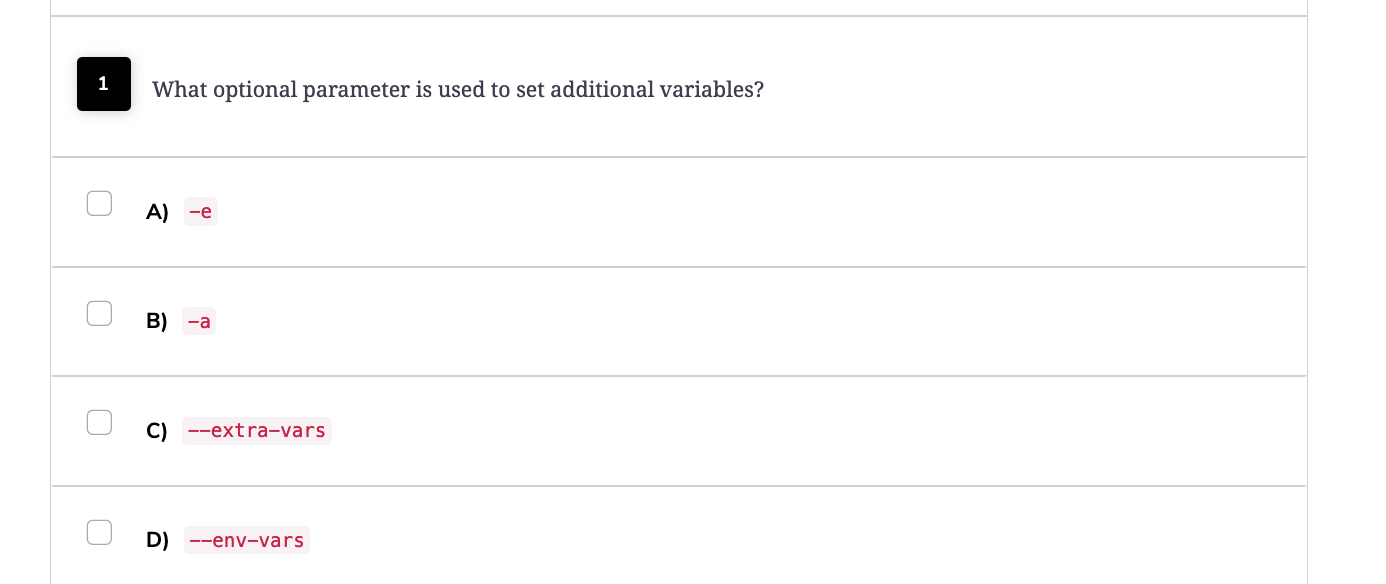 1 What optional parameter is used to set additional variables?
A) -e
B) -a
C) --extra-vars
D) --env-vars